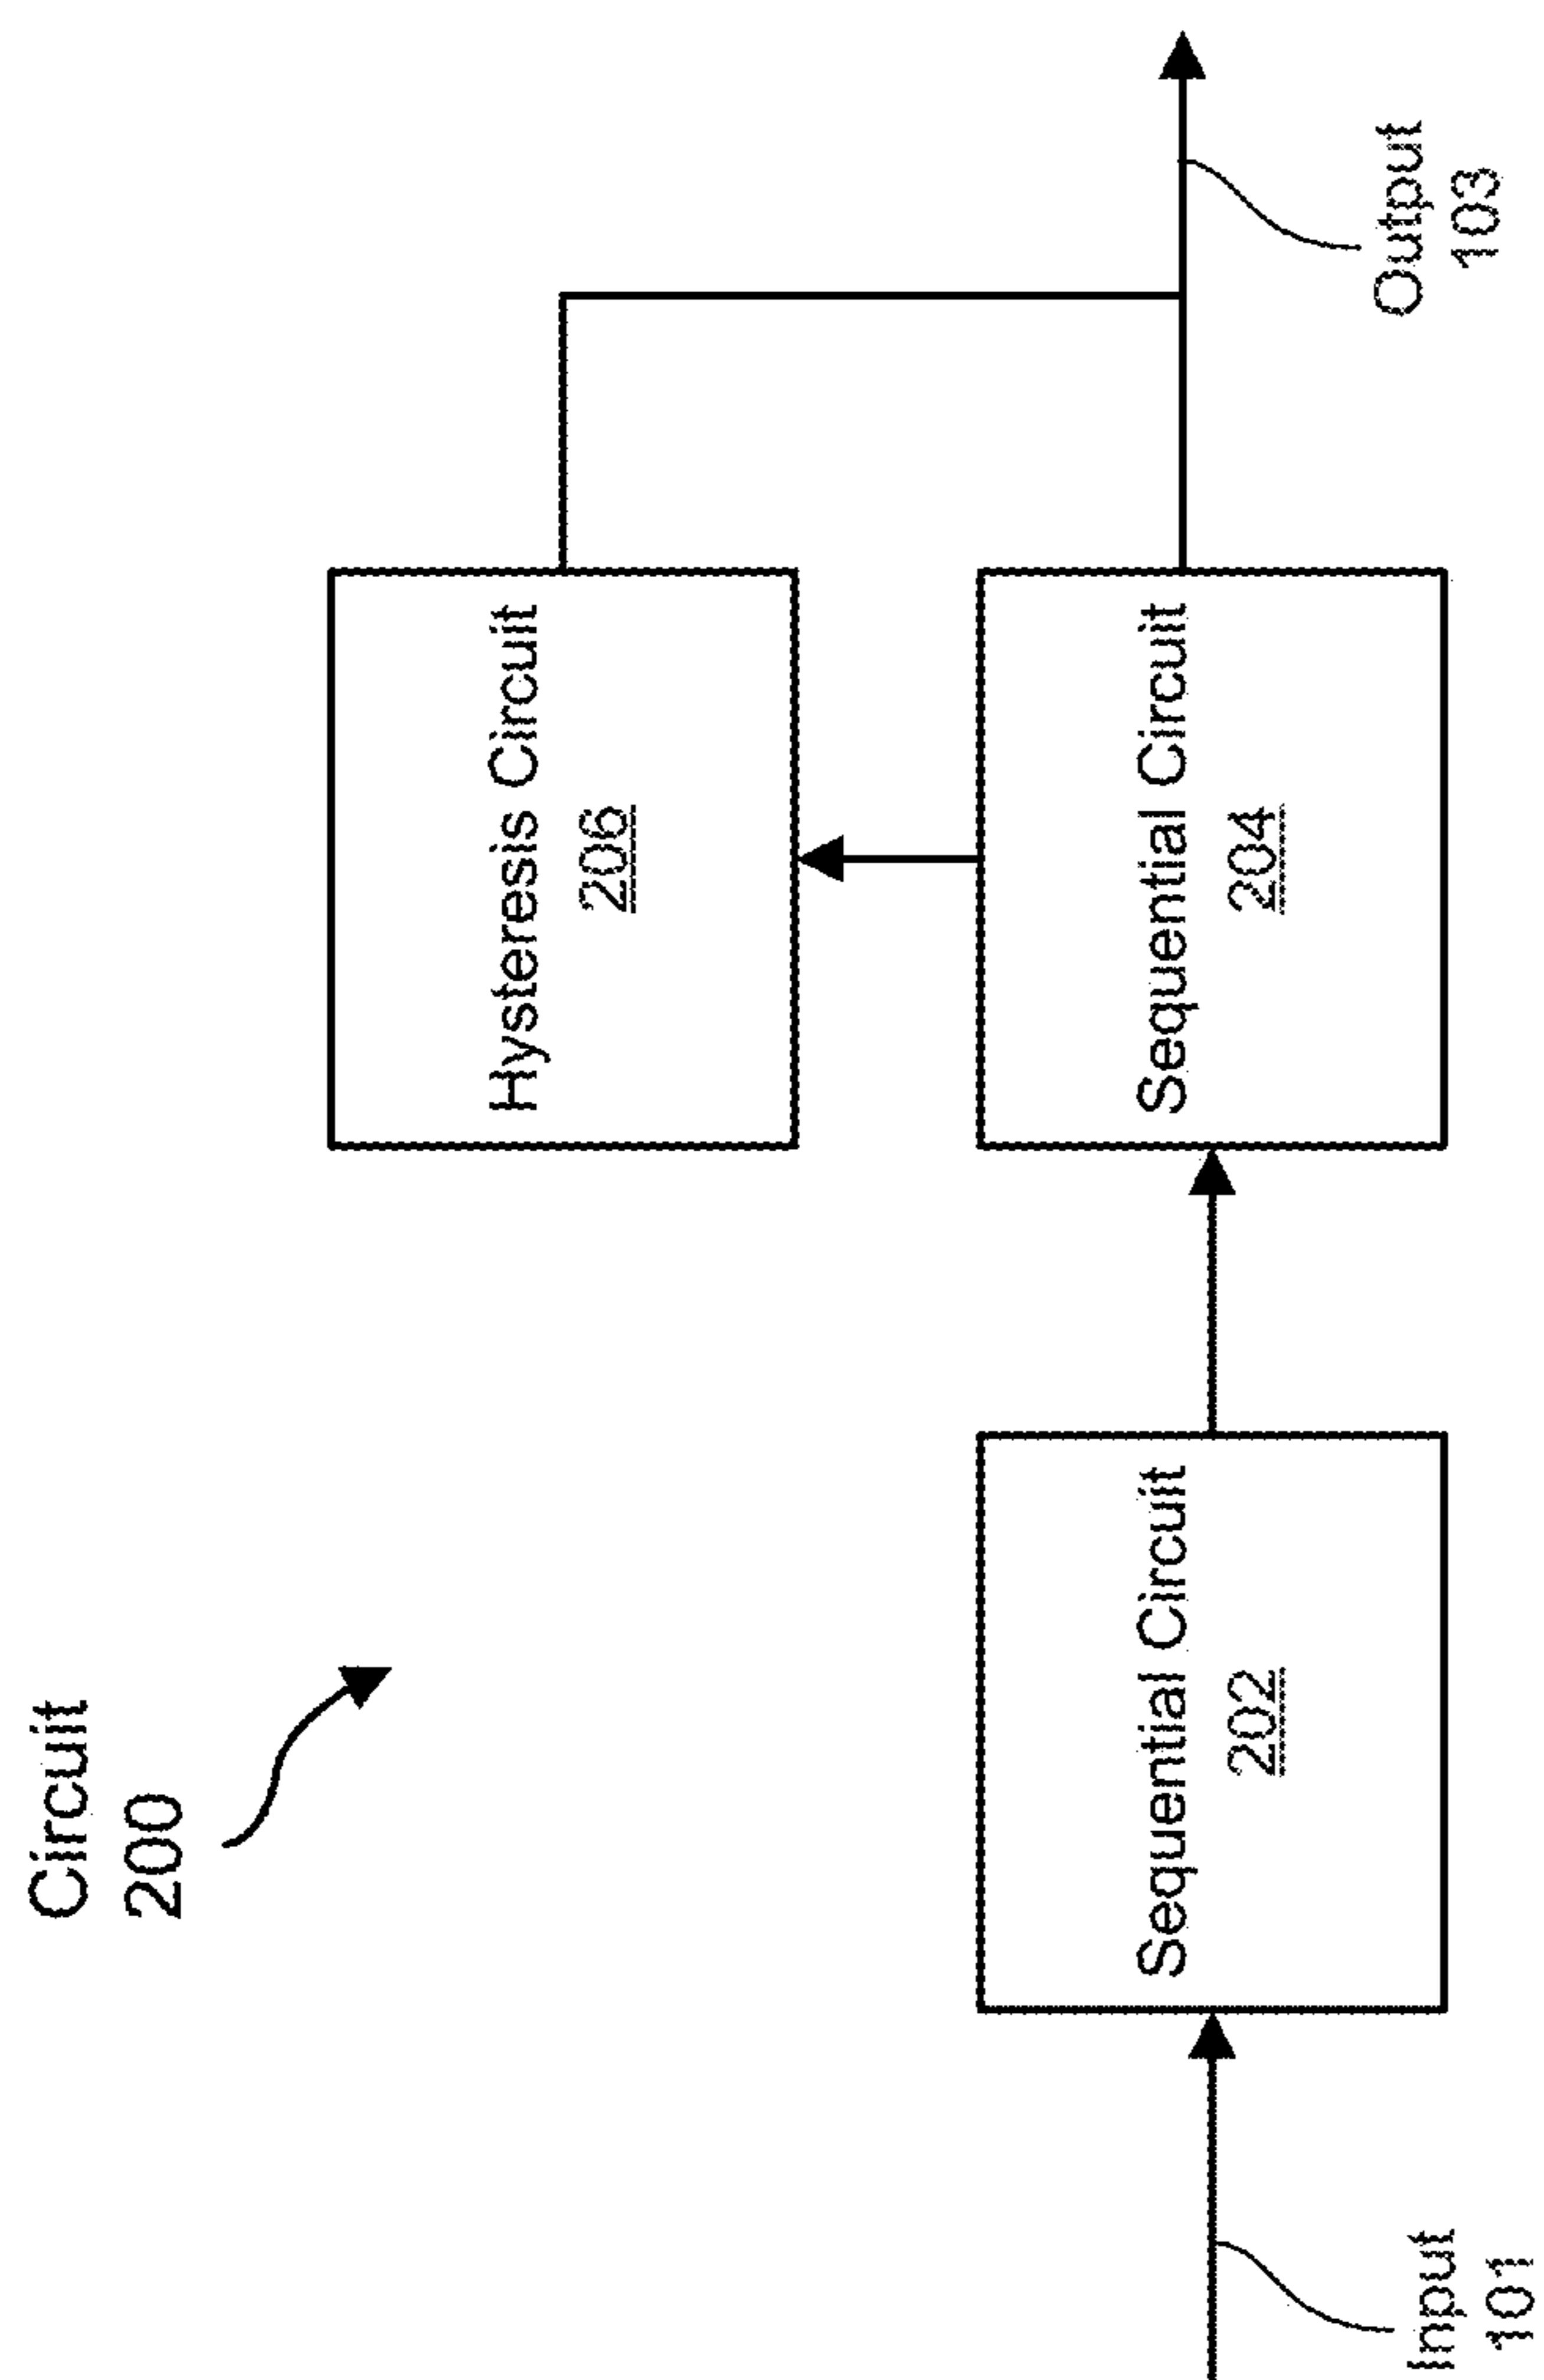 Circuit
200
Hysteresis Circuit
206
Sequential Circuit
202
Sequential Circuit
204
Input
101
Output
103